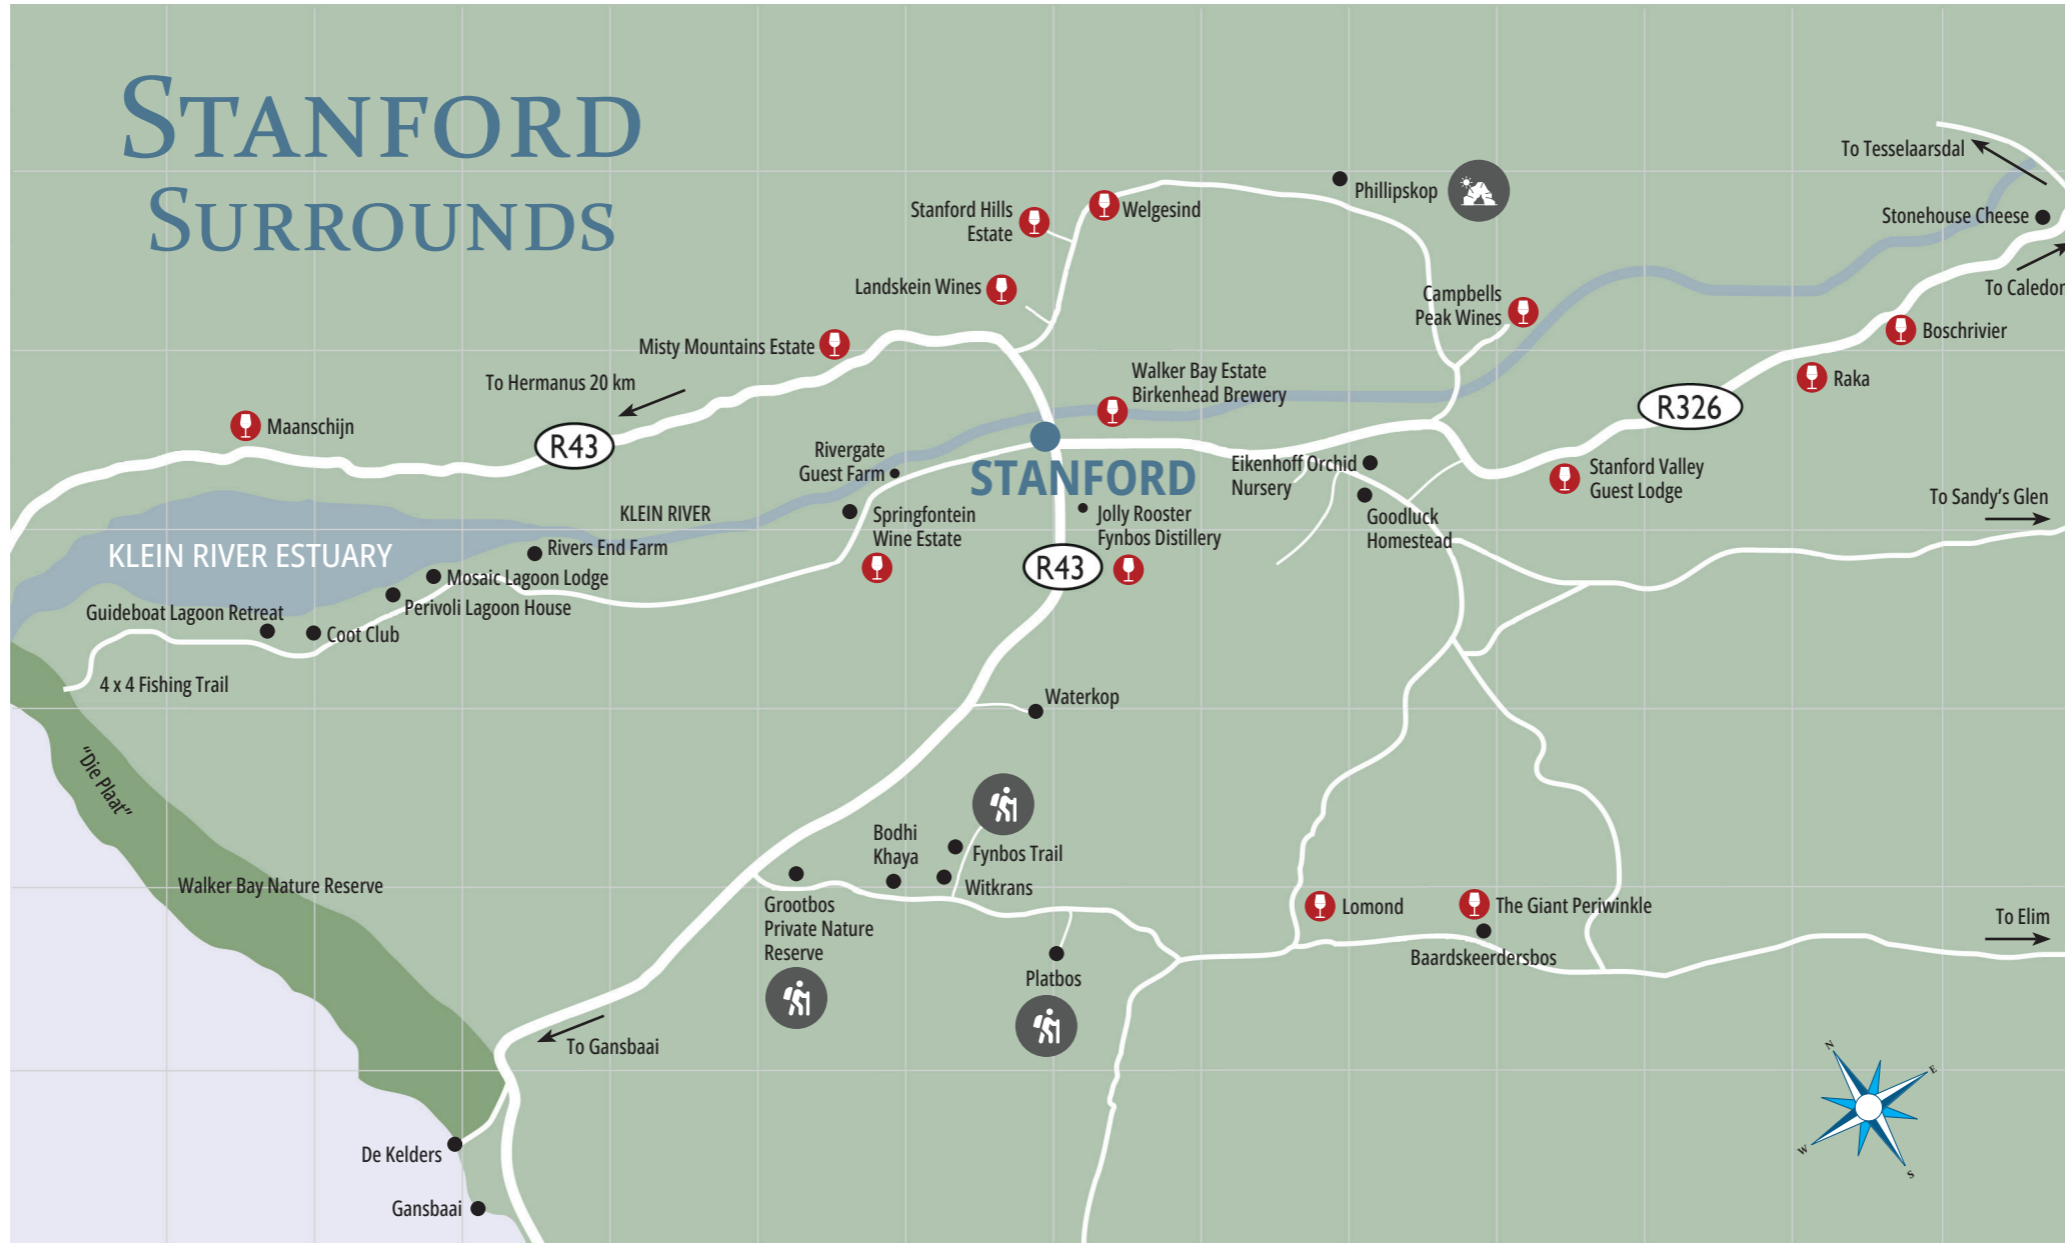 STANFORD
SURROUNDS
To Tesselaarsdal
Stonehouse Cheese
To Caledon
Phillipskop
Stanford Hills
Estate
Welgesind
Landskein Wines
Campbells
Peak Wines
Boschrivier
Misty Mountains Estate
Raka
To Hermanus 20 km
Walker Bay Estate
Birkenhead Brewery
R326
Maanschijn
R43
Rivergate
Guest Farm
STANFORD
Eikenhoff Orchid
Nursery
Stanford Valley
Guest Lodge
To Sandy's Glen
KLEIN RIVER
Springfontein
Wine Estate
Jolly Rooster
Fynbos Distillery
Goodluck
Homestead
KLEIN RIVER ESTUARY
Rivers End Farm
R43
Mosaic Lagoon Lodge
Perivoli Lagoon House
Guideboat Lagoon Retreat
Coot Club
4 x 4 Fishing Trail
Waterkop
"Die Plaat"
Bodhi
Khaya
Fynbos Trail
Witkrans
Walker Bay Nature Reserve
Grootbos
Private Nature
Reserve
Lomond
The Giant Periwinkle
To Elim
Baardskeerdersbos
Platbos
To Gansbaai
N
E
W
S
De Kelders
Gansbaai